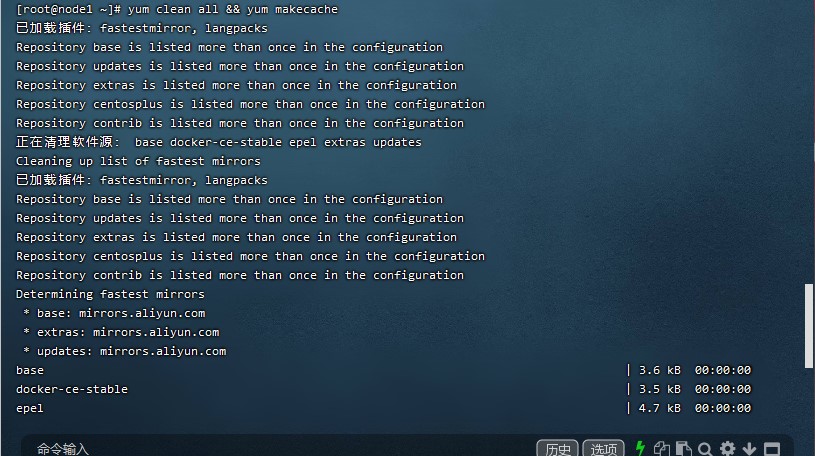 [root@node1 ~]# yum clean all && yum makecache
已加载插件: fastestmirror, langpacks
Repository base is listed more than once in the configuration
Repository updates is listed more than once in the configuration
Repository extras is listed more than once in the configuration
Repository centosplus is listed more than once in the configuration
Repository contrib is listed more than once in the configuration
正在清理软件源: base docker-ce-stable epel extras updates
Cleaning up list of fastest mirrors
已加载插件: fastestmirror, langpacks
Repository base is listed more than once in the configuration
Repository updates is listed more than once in the configuration
Repository extras is listed more than once in the configuration
Repository centosplus is listed more than once in the configuration
Repository contrib is listed more than once in the configuration
Determining fastest mirrors
 * base: mirrors.aliyun.com
 * extras: mirrors.aliyun.com
 * updates: mirrors.aliyun.com
base | 3.6 kB 00:00:00
docker-ce-stable | 3.5 kB 00:00:00
epel | 4.7 kB 00:00:00
命令输入 历史 选项